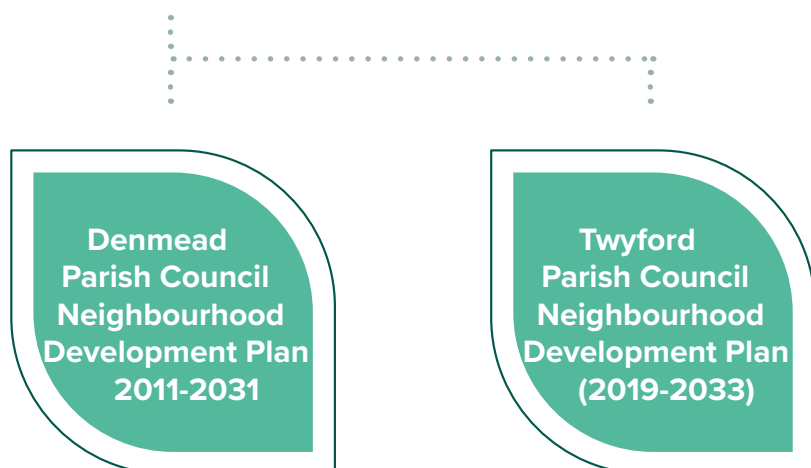 Denmead
Parish Council
Neighbourhood
Development Plan
2011-2031
Twyford
Parish Council
Neighbourhood
Development Plan
(2019-2033)